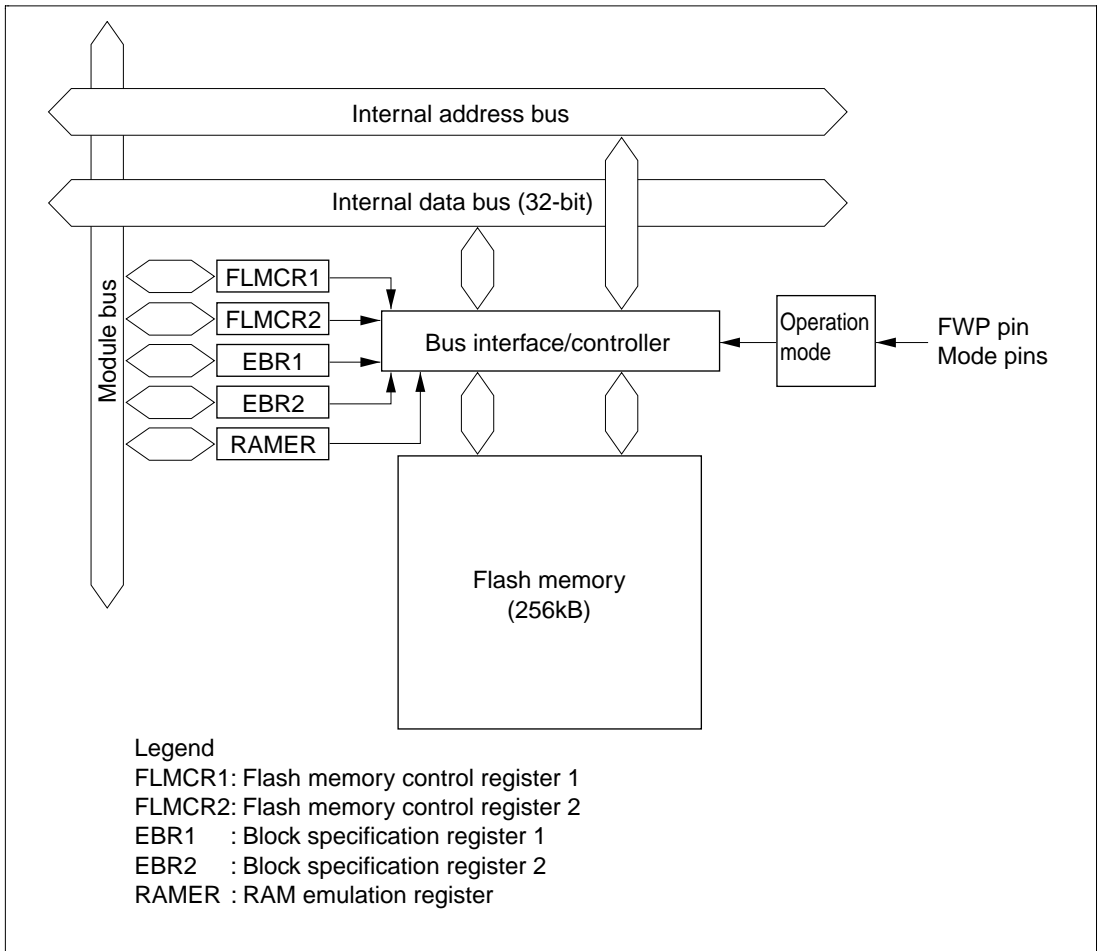 Internal address bus
Internal data bus (32-bit)
Module bus
FLMCR1
FLMCR2
EBR1
EBR2
RAMER
Bus interface/controller
Operation
mode
FWP pin
Mode pins
Flash memory
(256kB)
Legend
FLMCR1: Flash memory control register 1
FLMCR2: Flash memory control register 2
EBR1 : Block specification register 1
EBR2 : Block specification register 2
RAMER : RAM emulation register